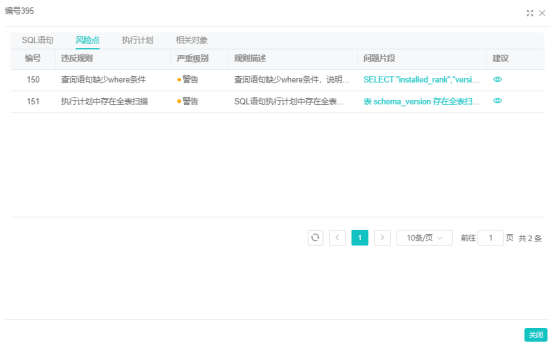 编号395
SQL语句 风险点 执行计划 相关对象
编号 违反规则 严重级别 规则描述 问题片段 建议
150 查询语句缺少where条件 警告 查询语句缺少where条件，说明... SELECT "installed_rank","versi...
151 执行计划中存在全表扫描 警告 SQL语句执行计划中存在全表... 表 schema_version 存在全表扫...
1 10条/页 前往 1 页 共 2 条
关闭